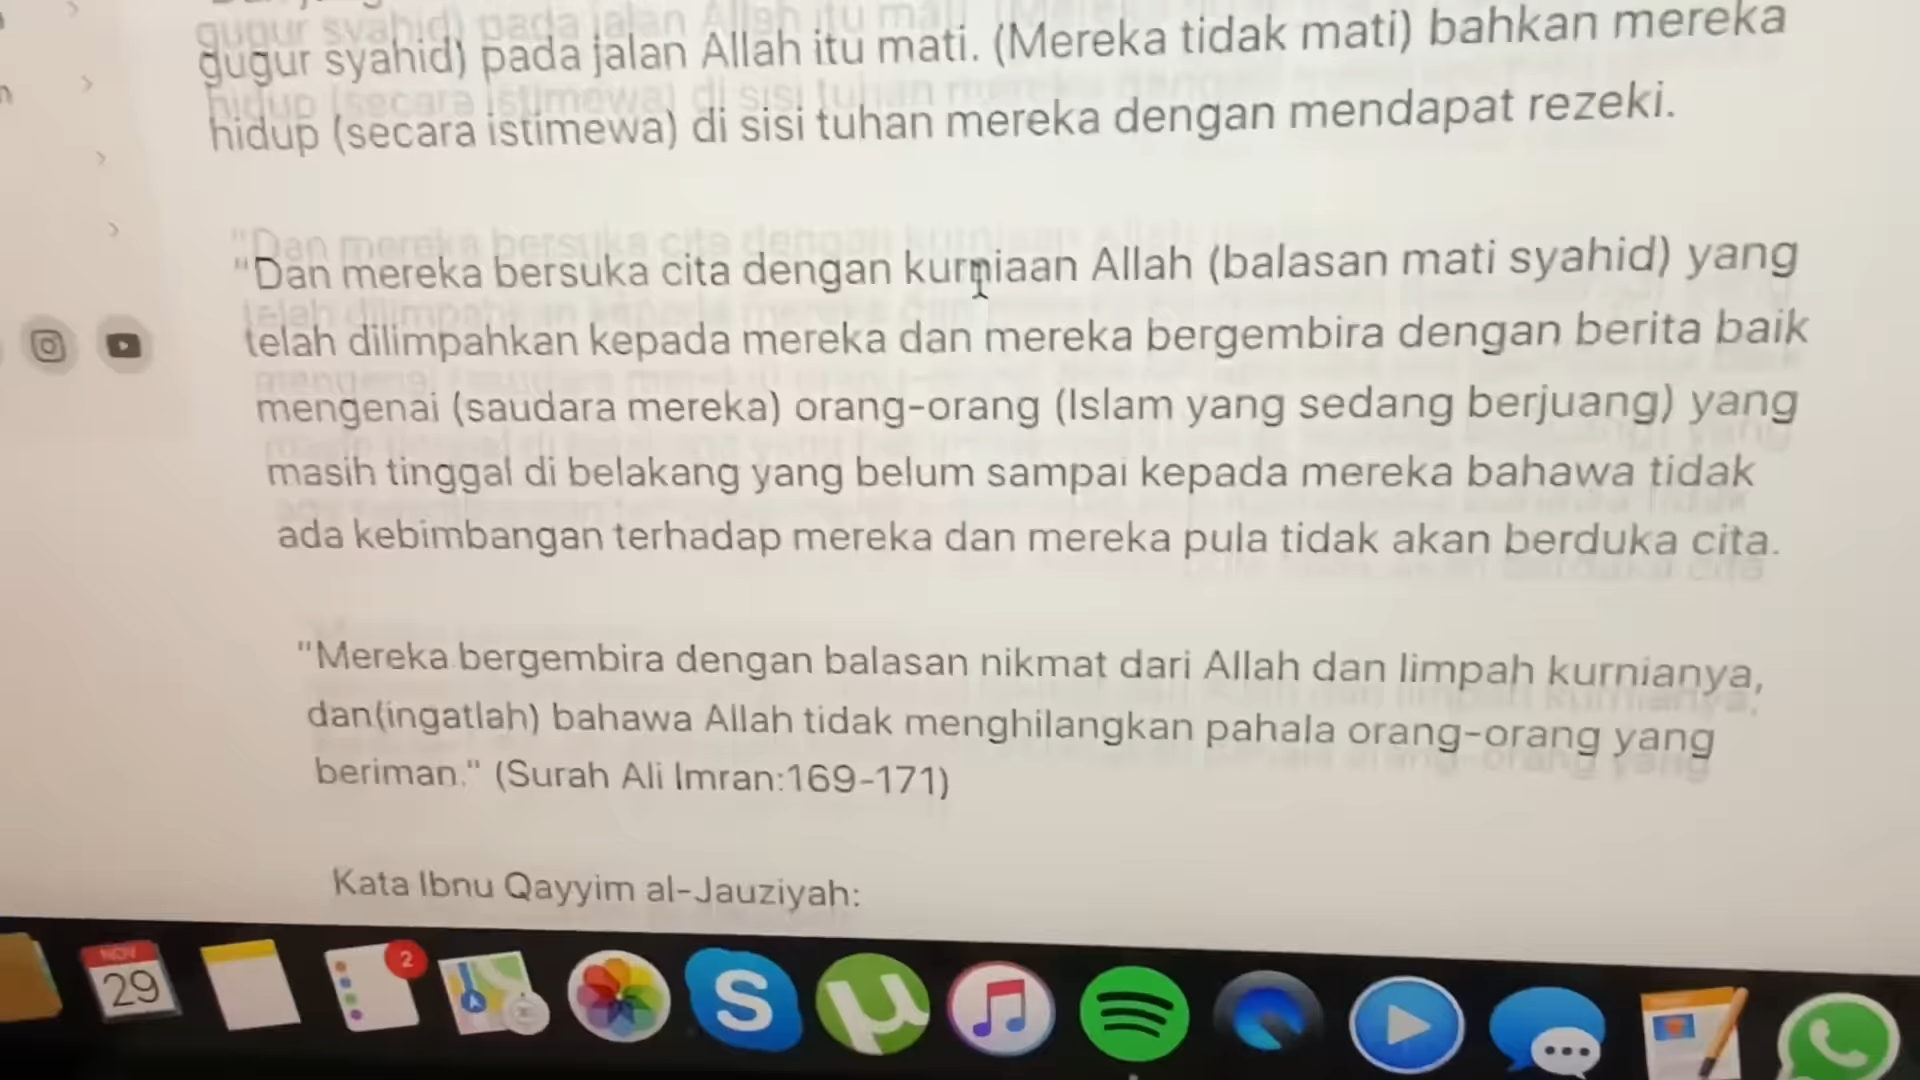 gugur syahid) pada jalan Allah itu mati. (Mereka tidak mati) bahkan mereka
hidup (secara istimewa) di sisi tuhan mereka dengan mendapat rezeki.
"Dan mereka bersuka cita dengan kurniaan Allah (balasan mati syahid) yang
telah dilimpahkan kepada mereka dan mereka bergembira dengan berita baik
mengenai (saudara mereka) orang-orang (Islam yang sedang berjuang) yang
masih tinggal di belakang yang belum sampai kepada mereka bahawa tidak
ada kebimbangan terhadap mereka dan mereka pula tidak akan berduka cita.
"Mereka bergembira dengan balasan nikmat dari Allah dan limpah kurnianya,
dan(ingatlah) bahawa Allah tidak menghilangkan pahala orang-orang yang
beriman." (Surah Ali Imran:169-171)
Kata Ibnu Qayyim al-Jauziyah:
NOV
29
2